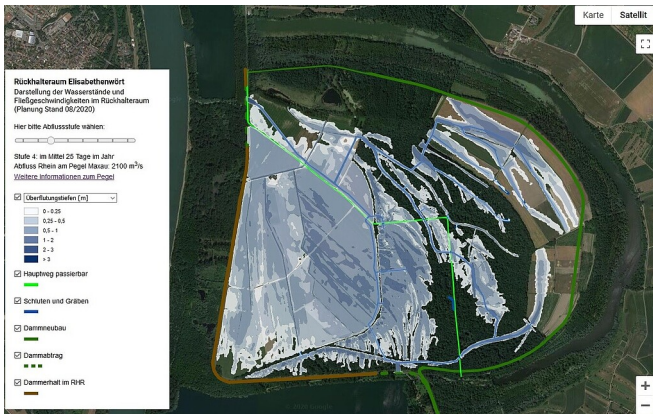 Karte Satellit
Rückhalteraum Elisabethenwört
Darstellung der Wasserstände und
Fließgeschwindigkeiten im Rückhalteraum
(Planung Stand 08/2020)
Hier bitte Abflussstufe wählen:
Stufe 4: im Mittel 25 Tage im Jahr
Abfluss Rhein am Pegel Maxau: 2100 m³/s
Weitere Informationen zum Pegel
Überflutungstiefen [m]
0 - 0,25
0,25 - 0,5
0,5 - 1
1 - 2
2 - 3
> 3
Hauptweg passierbar
Schluten und Gräben
Dammneubau
Dammabtrag
Dammerhalt im RHR